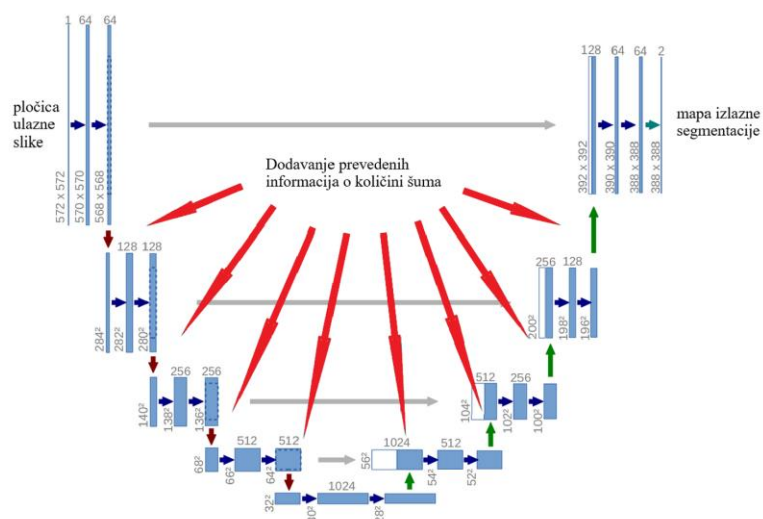 1 64 64
128 64 64 2
pločica
ulazne
slike
mapa izlazne
segmentacije
572 x 572
570 x 570
568 x 568
392 x 392
390 x 390
388 x 388
388 x 388
Dodavanje prevedenih
informacija o količini šuma
128 128
256 128
284²
282²
280²
200²
198²
196²
256 256
512 256
140²
138²
136²
104²
102²
100²
512 512
1024 512
68²
66²
64²
56²
54²
52²
1024
32²